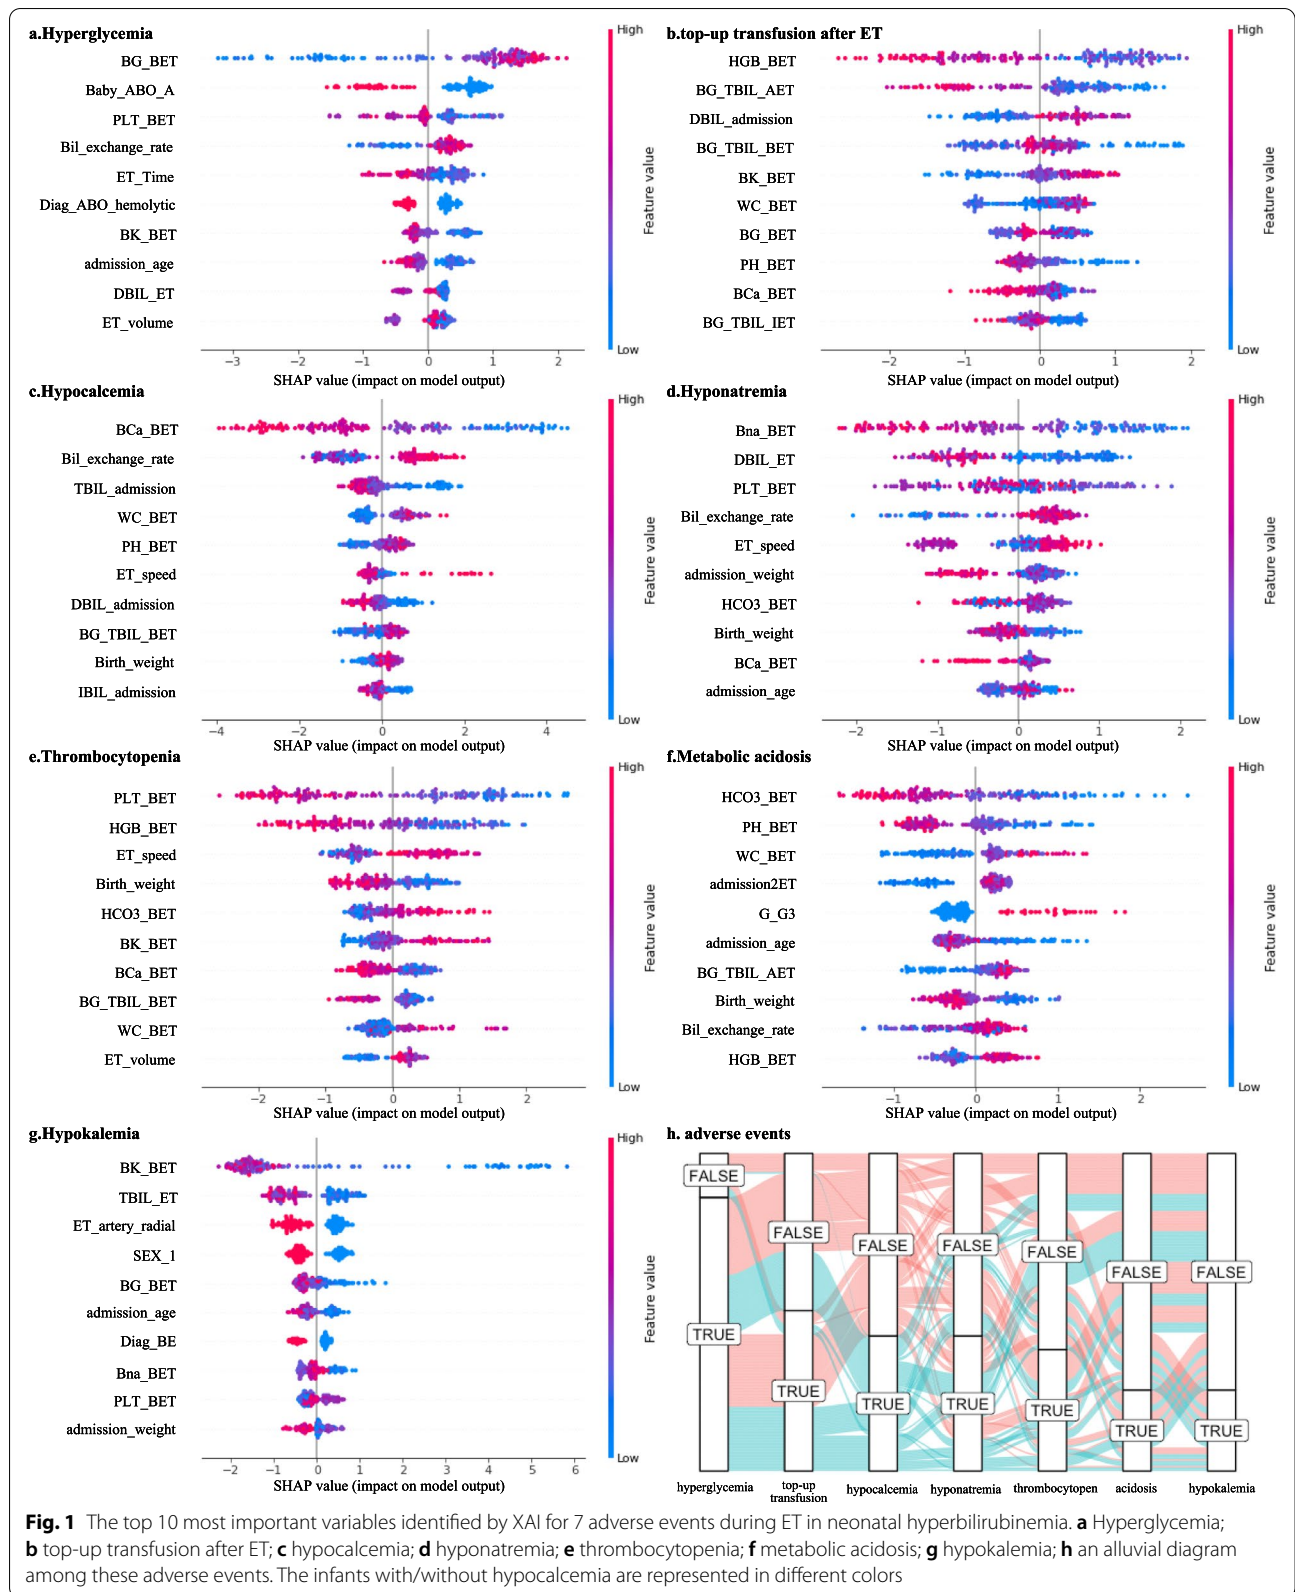 a.Hyperglycemia
BG_BET
Baby_ABO_A
PLT_BET
Bil_exchange_rate
ET_Time
Diag_ABO_hemolytic
BK_BET
admission_age
DBIL_ET
ET_volume
−3 −2 −1 0 1 2
SHAP value (impact on model output)
High
Feature value
Low
b.top-up transfusion after ET
HGB_BET
BG_TBIL_AET
DBIL_admission
BG_TBIL_BET
BK_BET
WC_BET
BG_BET
PH_BET
BCa_BET
BG_TBIL_IET
−2 −1 0 1 2
SHAP value (impact on model output)
High
Feature value
Low
c.Hypocalcemia
BCa_BET
Bil_exchange_rate
TBIL_admission
WC_BET
PH_BET
ET_speed
DBIL_admission
BG_TBIL_BET
Birth_weight
IBIL_admission
−4 −2 0 2 4
SHAP value (impact on model output)
High
Feature value
Low
d.Hyponatremia
Bna_BET
DBIL_ET
PLT_BET
Bil_exchange_rate
ET_speed
admission_weight
HCO3_BET
Birth_weight
BCa_BET
admission_age
−2 −1 0 1 2
SHAP value (impact on model output)
High
Feature value
Low
e.Thrombocytopenia
PLT_BET
HGB_BET
ET_speed
Birth_weight
HCO3_BET
BK_BET
BCa_BET
BG_TBIL_BET
WC_BET
ET_volume
−2 −1 0 1 2
SHAP value (impact on model output)
High
Feature value
Low
f.Metabolic acidosis
HCO3_BET
PH_BET
WC_BET
admission2ET
G_G3
admission_age
BG_TBIL_AET
Birth_weight
Bil_exchange_rate
HGB_BET
−1 0 1 2
SHAP value (impact on model output)
High
Feature value
Low
g.Hypokalemia
BK_BET
TBIL_ET
ET_artery_radial
SEX_1
BG_BET
admission_age
Diag_BE
Bna_BET
PLT_BET
admission_weight
−2 −1 0 1 2 3 4 5 6
SHAP value (impact on model output)
High
Feature value
Low
h. adverse events
FALSE
TRUE
FALSE
TRUE
FALSE
TRUE
FALSE
TRUE
FALSE
TRUE
FALSE
TRUE
FALSE
TRUE
hyperglycemia
top-up
transfusion
hypocalcemia
hyponatremia
thrombocytopen
acidosis
hypokalemia
Fig. 1 The top 10 most important variables identified by XAI for 7 adverse events during ET in neonatal hyperbilirubinemia. a Hyperglycemia;
b top-up transfusion after ET; c hypocalcemia; d hyponatremia; e thrombocytopenia; f metabolic acidosis; g hypokalemia; h an alluvial diagram
among these adverse events. The infants with/without hypocalcemia are represented in different colors